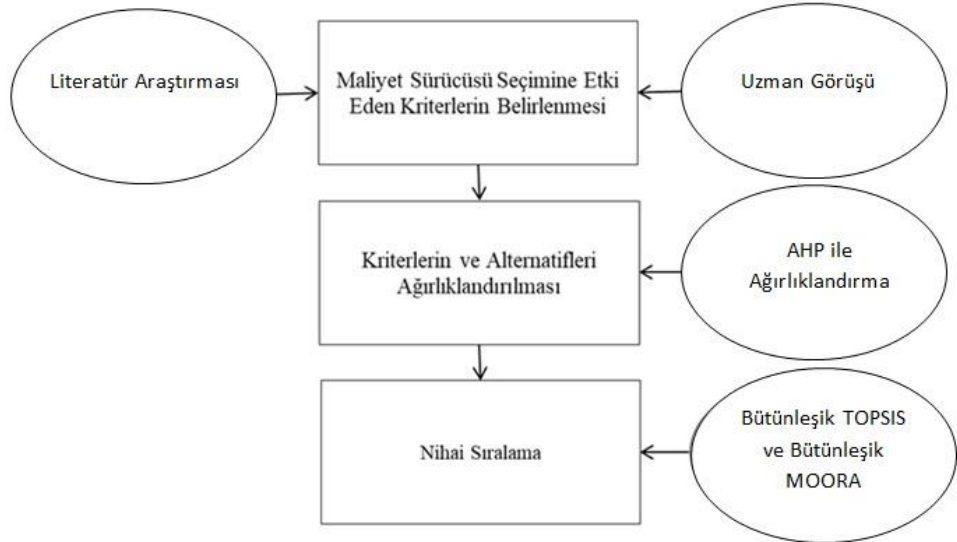 Literatür Araştırması
Maliyet Sürücüsü Seçimine Etki
Eden Kriterlerin Belirlenmesi
Uzman Görüşü
Kriterlerin ve Alternatifleri
Ağırlıklandırılması
AHP ile
Ağırlıklandırma
Nihai Sıralama
Bütünleşik TOPSIS
ve Bütünleşik
MOORA